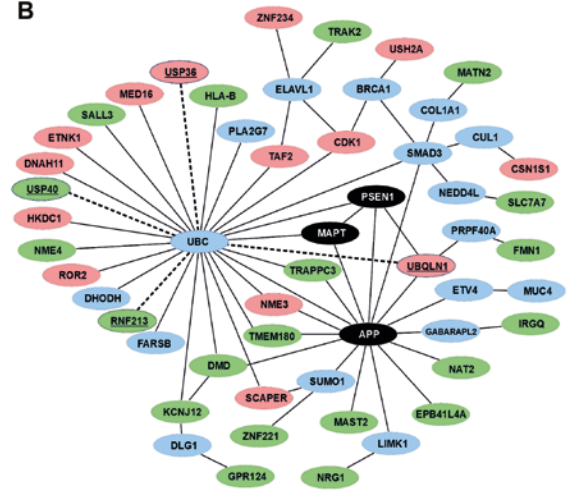 B
ZNF234
TRAK2
USP36
USH2A
MED16
HLA-B
ELAVL1
BRCA1
MATN2
SALL3
PLA2G7
COL1A1
ETNK1
TAF2
CDK1
SMAD3
CUL1
DNAH11
CSN1S1
USP40
PSEN1
NEDD4L
SLC7A7
HKDC1
UBC
MAPT
PRPF40A
NME4
FMN1
ROR2
TRAPPC3
UBQLN1
DHODH
NME3
ETV4
MUC4
RNF213
FARSB
TMEM180
APP
GABARAPL2
IRGQ
DMD
NAT2
SUMO1
SCAPER
KCNJ12
ZNF221
MAST2
EPB41L4A
DLG1
LIMK1
GPR124
NRG1